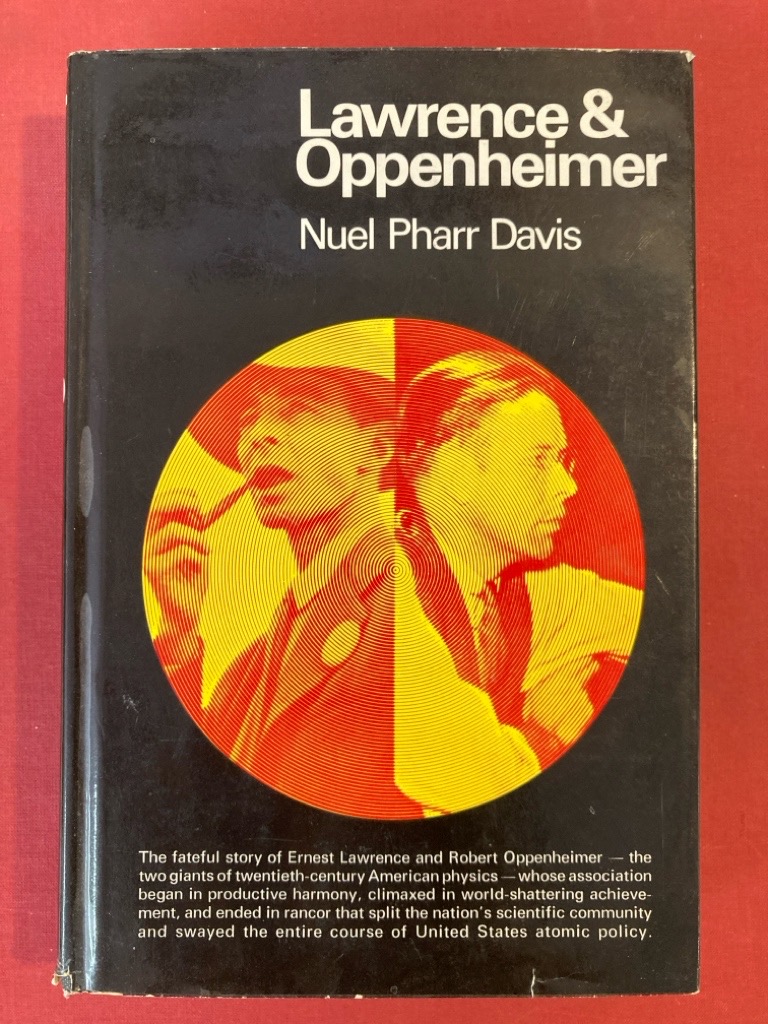 Lawrence &
Oppenheimer
Nuel Pharr Davis
The fateful story of Ernest Lawrence and Robert Oppenheimer — the
two giants of twentieth-century American physics — whose association
began in productive harmony, climaxed in world-shattering achieve-
ment, and ended in rancor that split the nation's scientific community
and swayed the entire course of United States atomic policy.